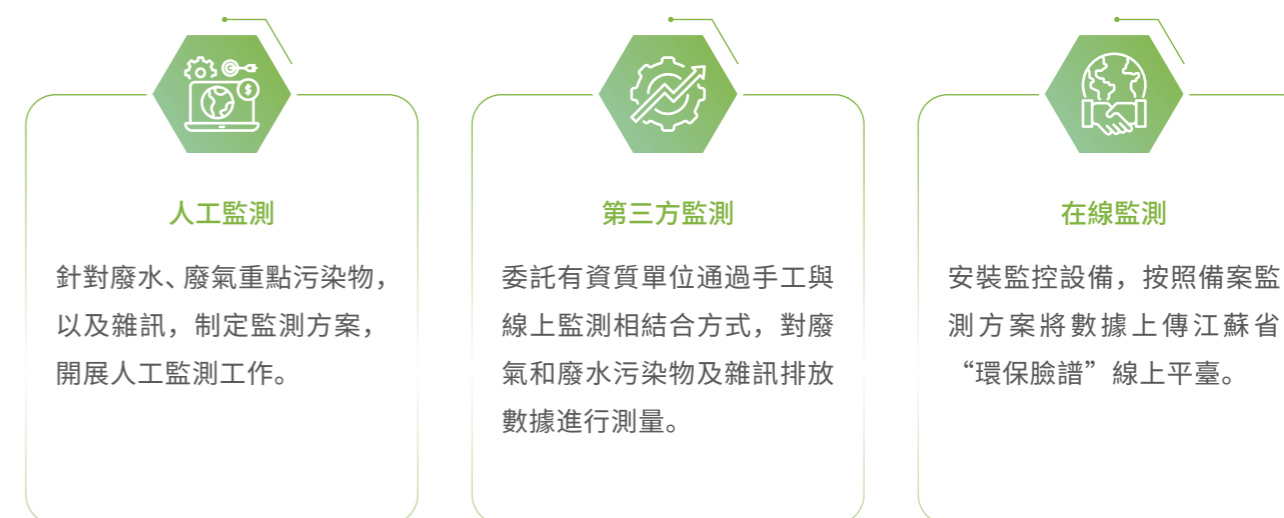 人工監測
針對廢水、廢氣重點污染物，
以及雜訊，制定監測方案，
開展人工監測工作。
第三方監測
委託有資質單位通過手工與
線上監測相結合方式，對廢
氣和廢水污染物及雜訊排放
數據進行測量。
在線監測
安裝監控設備，按照備案監
測方案將數據上傳江蘇省
“環保臉譜”線上平臺。